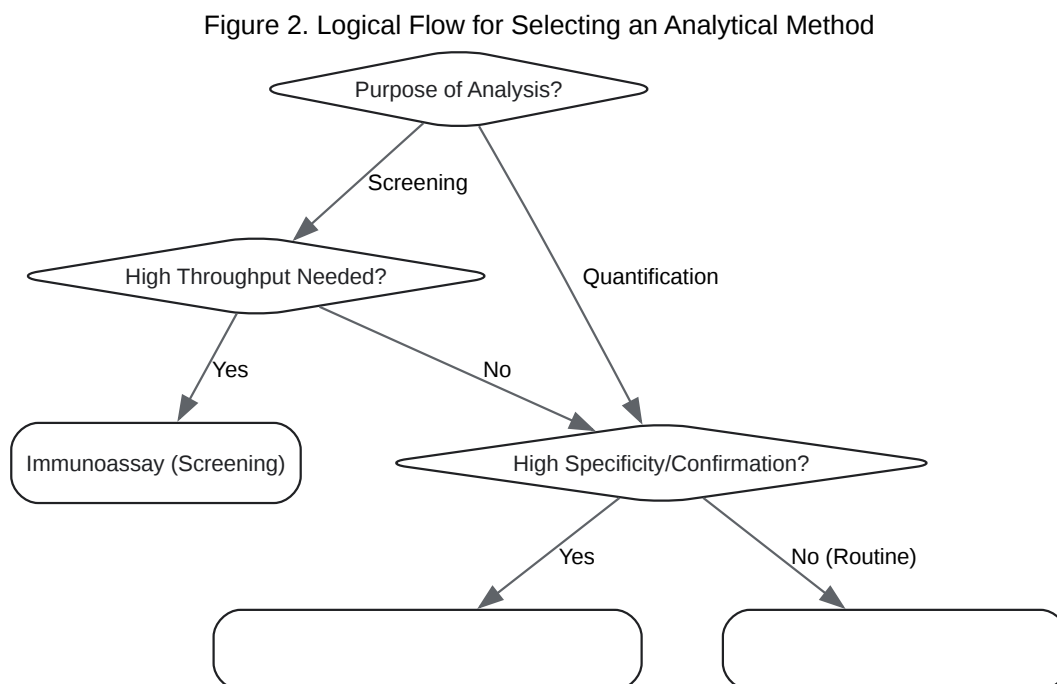 Figure 2. Logical Flow for Selecting an Analytical Method
Purpose of Analysis?
Screening
High Throughput Needed?
Quantification
Yes
No
Immunoassay (Screening)
High Specificity/Confirmation?
Yes
No (Routine)